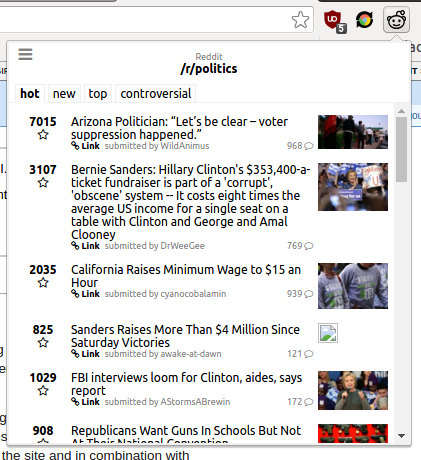 5
Reddit
/r/politics
hot new top controversial
7015 Arizona Politician: “Let’s be clear – voter
suppression happened.”
Link submitted by WildAnimus 968
3107 Bernie Sanders: Hillary Clinton's $353,400-a-
ticket fundraiser is part of a 'corrupt',
'obscene' system -- It costs eight times the
average US income for a single seat on a
table with Clinton and George and Amal
Clooney
Link submitted by DrWeeGee 769
2035 California Raises Minimum Wage to $15 an
Hour
Link submitted by cyanocobalamin 939
825 Sanders Raises More Than $4 Million Since
Saturday Victories
Link submitted by awake-at-dawn 121
1029 FBI interviews loom for Clinton, aides, says
report
Link submitted by AStormsABrewin 172
908 Republicans Want Guns In Schools But Not
At Their National Convention
the site and in combination with